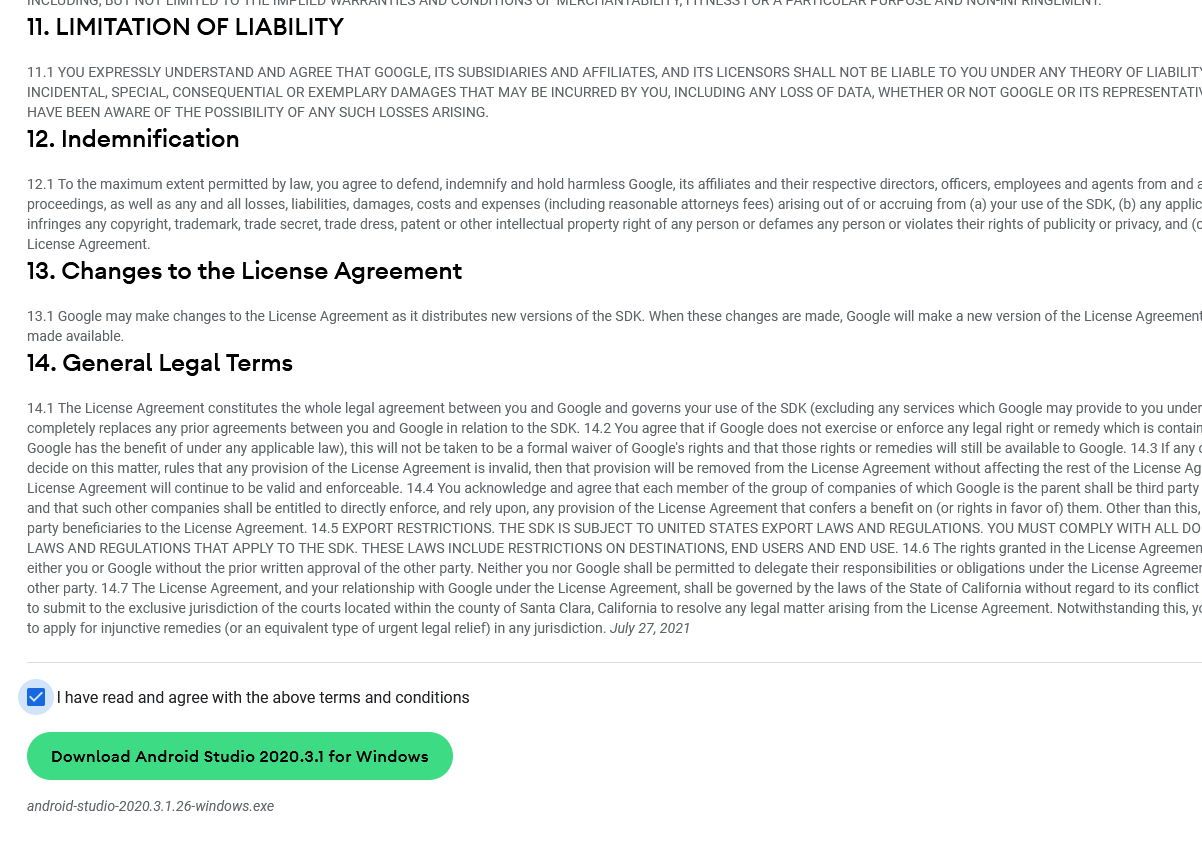 INCLUDING, BUT NOT LIMITED TO THE IMPLIED WARRANTIES AND CONDITIONS OF MERCHANTABILITY, FITNESS FOR A PARTICULAR PURPOSE AND NON-INFRINGEMENT.
11. LIMITATION OF LIABILITY
11.1 YOU EXPRESSLY UNDERSTAND AND AGREE THAT GOOGLE, ITS SUBSIDIARIES AND AFFILIATES, AND ITS LICENSORS SHALL NOT BE LIABLE TO YOU UNDER ANY THEORY OF LIABILITY
INCIDENTAL, SPECIAL, CONSEQUENTIAL OR EXEMPLARY DAMAGES THAT MAY BE INCURRED BY YOU, INCLUDING ANY LOSS OF DATA, WHETHER OR NOT GOOGLE OR ITS REPRESENTATIV
HAVE BEEN AWARE OF THE POSSIBILITY OF ANY SUCH LOSSES ARISING.
12. Indemnification
12.1 To the maximum extent permitted by law, you agree to defend, indemnify and hold harmless Google, its affiliates and their respective directors, officers, employees and agents from and a
proceedings, as well as any and all losses, liabilities, damages, costs and expenses (including reasonable attorneys fees) arising out of or accruing from (a) your use of the SDK, (b) any applic
infringes any copyright, trademark, trade secret, trade dress, patent or other intellectual property right of any person or defames any person or violates their rights of publicity or privacy, and (c
License Agreement.
13. Changes to the License Agreement
13.1 Google may make changes to the License Agreement as it distributes new versions of the SDK. When these changes are made, Google will make a new version of the License Agreement
made available.
14. General Legal Terms
14.1 The License Agreement constitutes the whole legal agreement between you and Google and governs your use of the SDK (excluding any services which Google may provide to you under
completely replaces any prior agreements between you and Google in relation to the SDK. 14.2 You agree that if Google does not exercise or enforce any legal right or remedy which is contain
Google has the benefit of under any applicable law), this will not be taken to be a formal waiver of Google's rights and that those rights or remedies will still be available to Google. 14.3 If any c
decide on this matter, rules that any provision of the License Agreement is invalid, then that provision will be removed from the License Agreement without affecting the rest of the License Ag
License Agreement will continue to be valid and enforceable. 14.4 You acknowledge and agree that each member of the group of companies of which Google is the parent shall be third party
and that such other companies shall be entitled to directly enforce, and rely upon, any provision of the License Agreement that confers a benefit on (or rights in favor of) them. Other than this,
party beneficiaries to the License Agreement. 14.5 EXPORT RESTRICTIONS. THE SDK IS SUBJECT TO UNITED STATES EXPORT LAWS AND REGULATIONS. YOU MUST COMPLY WITH ALL DO
LAWS AND REGULATIONS THAT APPLY TO THE SDK. THESE LAWS INCLUDE RESTRICTIONS ON DESTINATIONS, END USERS AND END USE. 14.6 The rights granted in the License Agreemen
either you or Google without the prior written approval of the other party. Neither you nor Google shall be permitted to delegate their responsibilities or obligations under the License Agreemen
other party. 14.7 The License Agreement, and your relationship with Google under the License Agreement, shall be governed by the laws of the State of California without regard to its conflict
to submit to the exclusive jurisdiction of the courts located within the county of Santa Clara, California to resolve any legal matter arising from the License Agreement. Notwithstanding this, yo
to apply for injunctive remedies (or an equivalent type of urgent legal relief) in any jurisdiction. July 27, 2021
I have read and agree with the above terms and conditions
Download Android Studio 2020.3.1 for Windows
android-studio-2020.3.1.26-windows.exe